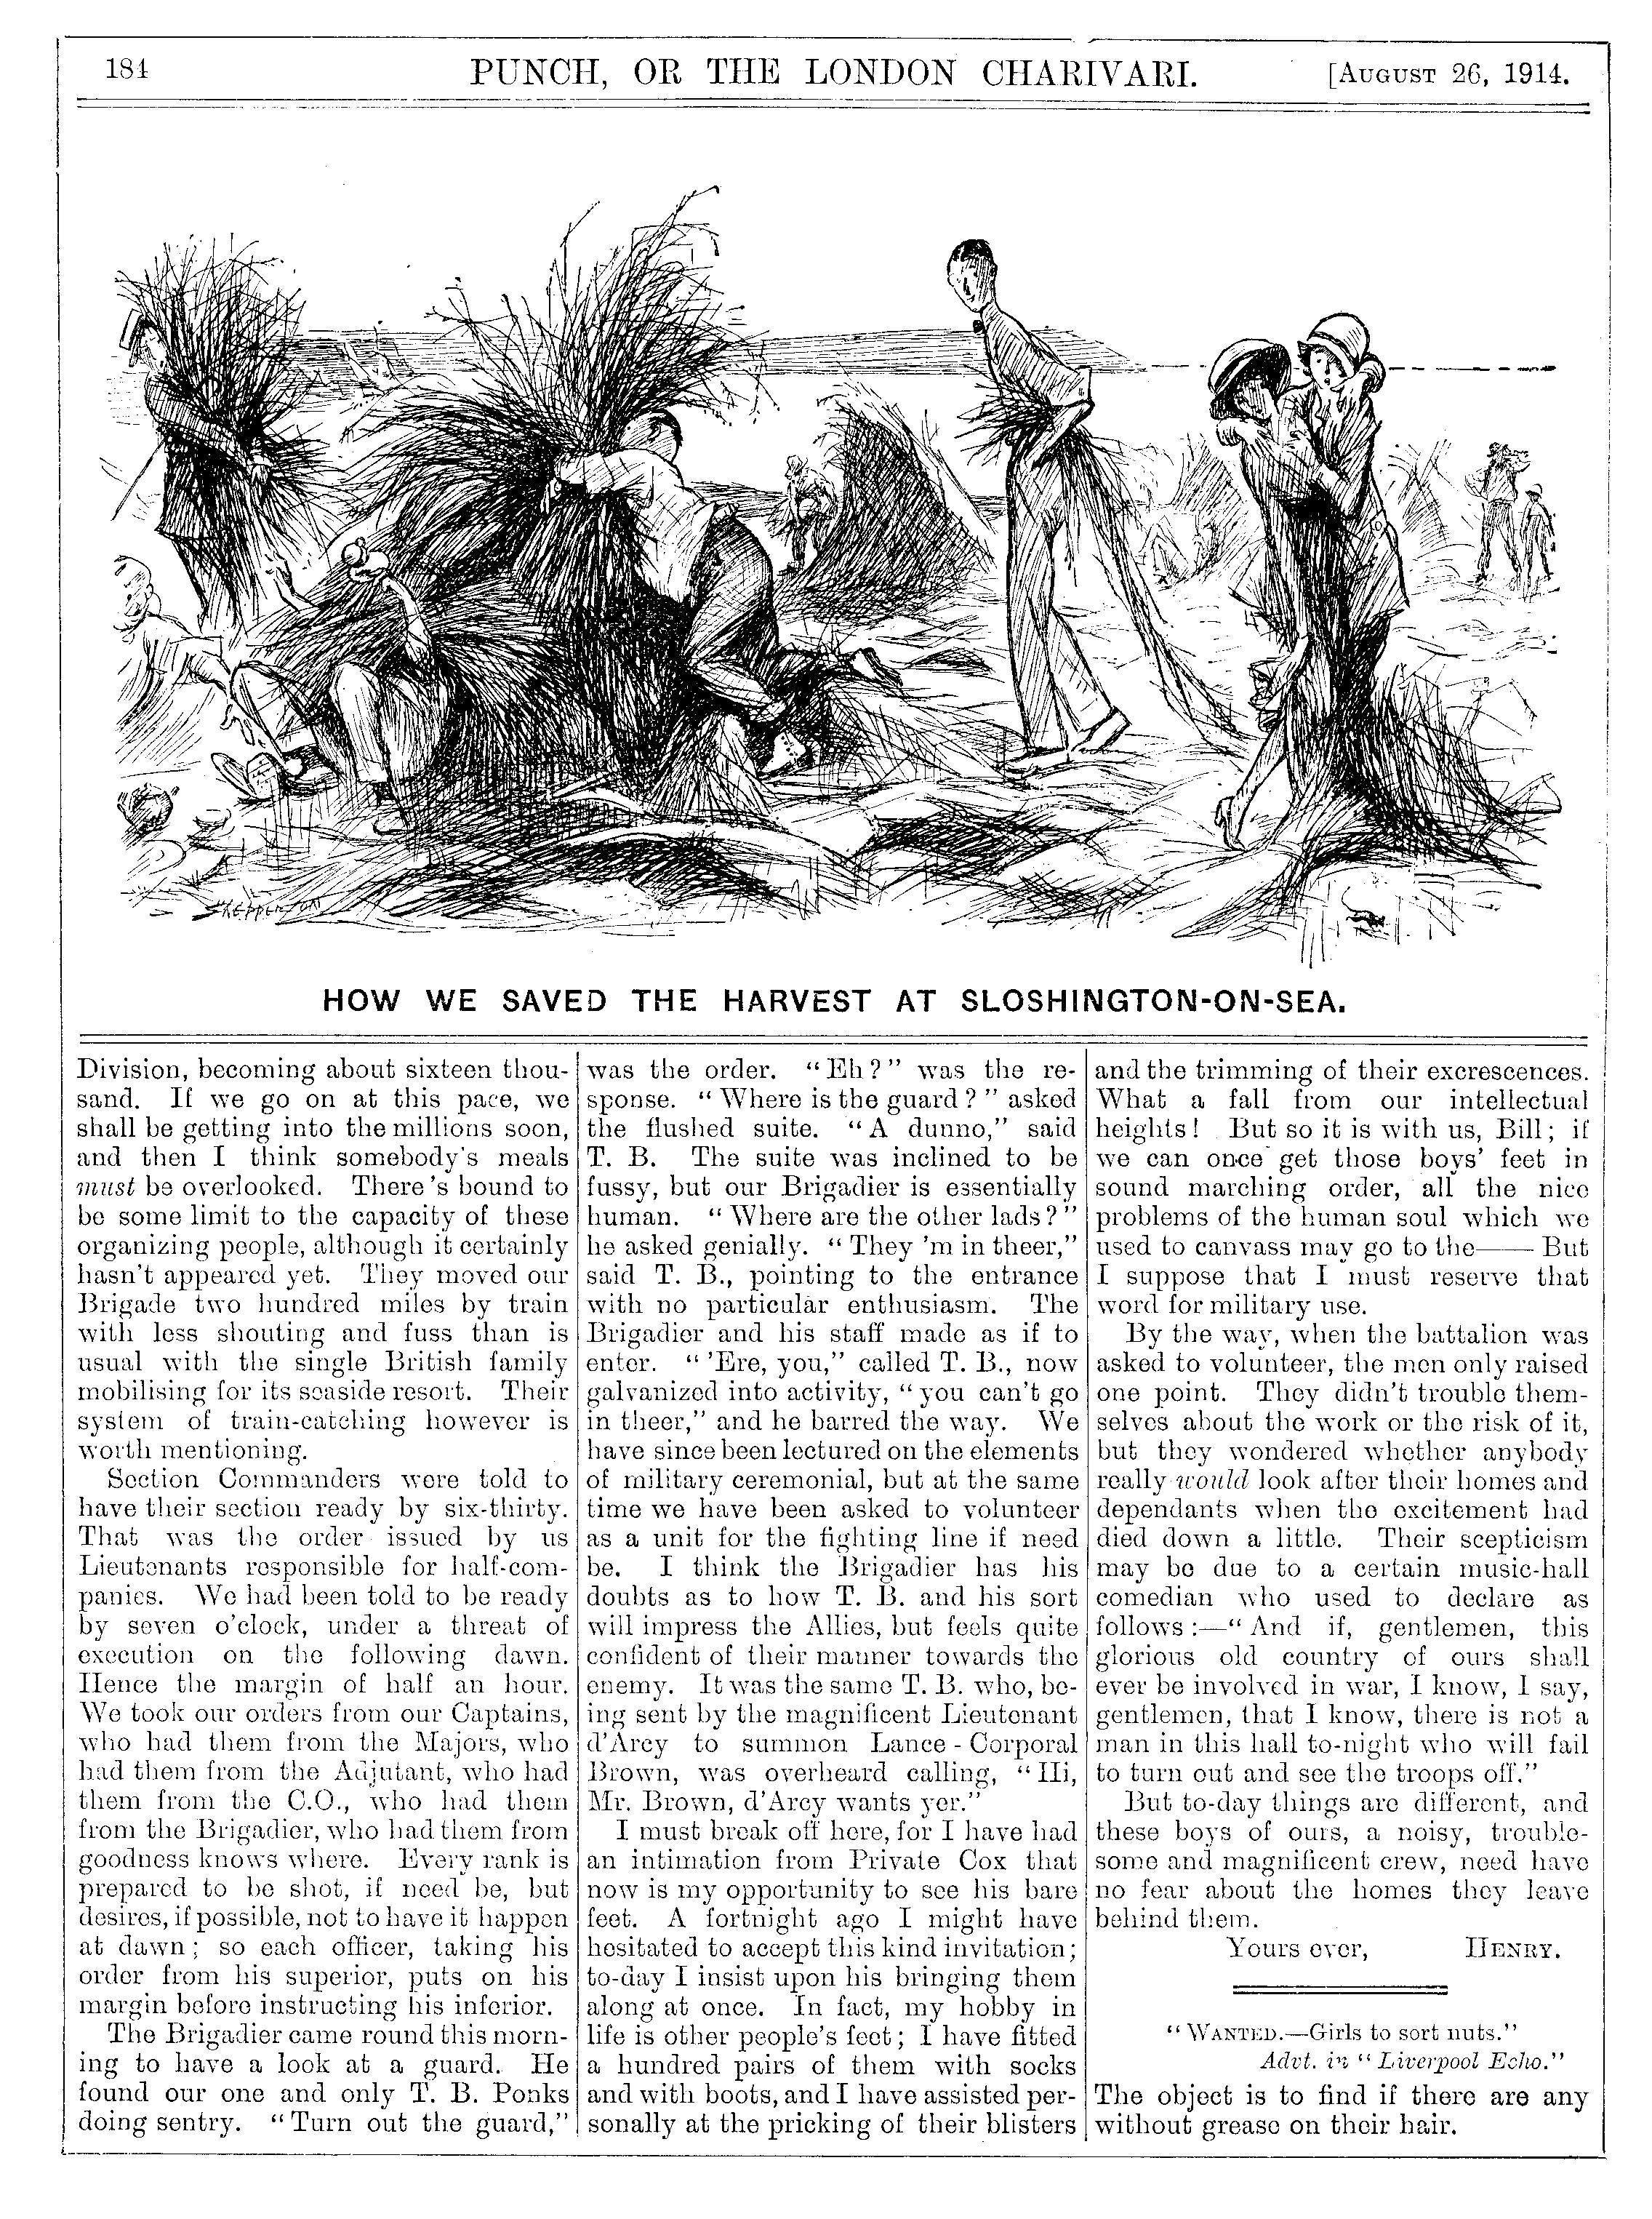 184
PUNCH, OR THE LONDON CHARIVARI.
[August 26, 1914.
Shepperson
HOW WE SAVED THE HARVEST AT SLOSHINGTON-ON-SEA.
Division, becoming about sixteen thou-
sand. If we go on at this pace, we
shall be getting into the millions soon,
and then I think somebody's meals
must be overlooked. There's bound to
be some limit to the capacity of these
organizing people, although it certainly
hasn't appeared yet. They moved our
Brigade two hundred miles by train
with less shouting and fuss than is
usual with the single British family
mobilising for its seaside resort. Their
system of train-catching however is
worth mentioning.
Section Commanders were told to
have their section ready by six-thirty.
That was the order issued by us
Lieutenants responsible for half-com-
panies. We had been told to be ready
by seven o'clock, under a threat of
execution on the following dawn.
Hence the margin of half an hour.
We took our orders from our Captains,
who had them from the Majors, who
had them from the Adjutant, who had
them from the C.O., who had them
from the Brigadier, who had them from
goodness knows where. Every rank is
prepared to be shot, if need be, but
desires, if possible, not to have it happen
at dawn; so each officer, taking his
order from his superior, puts on his
margin before instructing his inferior.
The Brigadier came round this morn-
ing to have a look at a guard. He
found our one and only T. B. Ponks
doing sentry. "Turn out the guard,"
was the order. "Eh?" was the re-
sponse. "Where is the guard?" asked
the flushed suite. "A dunno," said
T. B. The suite was inclined to be
fussy, but our Brigadier is essentially
human. "Where are the other lads?"
he asked genially. "They 'm in theer,"
said T. B., pointing to the entrance
with no particular enthusiasm. The
Brigadier and his staff made as if to
enter. "'Ere, you," called T. B., now
galvanized into activity, "you can't go
in theer," and he barred the way. We
have since been lectured on the elements
of military ceremonial, but at the same
time we have been asked to volunteer
as a unit for the fighting line if need
be. I think the Brigadier has his
doubts as to how T. B. and his sort
will impress the Allies, but feels quite
confident of their manner towards the
enemy. It was the same T. B. who, be-
ing sent by the magnificent Lieutenant
d'Arcy to summon Lance-Corporal
Brown, was overheard calling, "Hi,
Mr. Brown, d'Arcy wants yer."
I must break off here, for I have had
an intimation from Private Cox that
now is my opportunity to see his bare
feet. A fortnight ago I might have
hesitated to accept this kind invitation;
to-day I insist upon his bringing them
along at once. In fact, my hobby in
life is other people's feet; I have fitted
a hundred pairs of them with socks
and with boots, and I have assisted per-
sonally at the pricking of their blisters
and the trimming of their excrescences.
What a fall from our intellectual
heights! But so it is with us, Bill; if
we can once get those boys' feet in
sound marching order, all the nice
problems of the human soul which we
used to canvass may go to the—— But
I suppose that I must reserve that
word for military use.
By the way, when the battalion was
asked to volunteer, the men only raised
one point. They didn't trouble them-
selves about the work or the risk of it,
but they wondered whether anybody
really would look after their homes and
dependants when the excitement had
died down a little. Their scepticism
may be due to a certain music-hall
comedian who used to declare as
follows:—"And if, gentlemen, this
glorious old country of ours shall
ever be involved in war, I know, I say,
gentlemen, that I know, there is not a
man in this hall to-night who will fail
to turn out and see the troops off."
But to-day things are different, and
these boys of ours, a noisy, trouble-
some and magnificent crew, need have
no fear about the homes they leave
behind them.
Yours ever, Henry.
"Wanted.—Girls to sort nuts."
Advt. in "Liverpool Echo."
The object is to find if there are any
without grease on their hair.